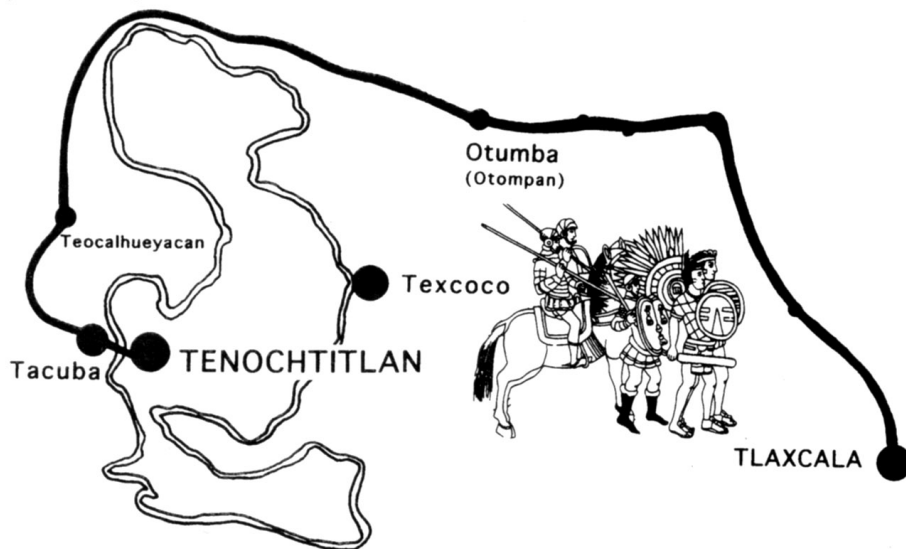 Otumba
(Otompan)
Teocalhueyacan
Texcoco
Tacuba
TENOCHTITLAN
TLAXCALA